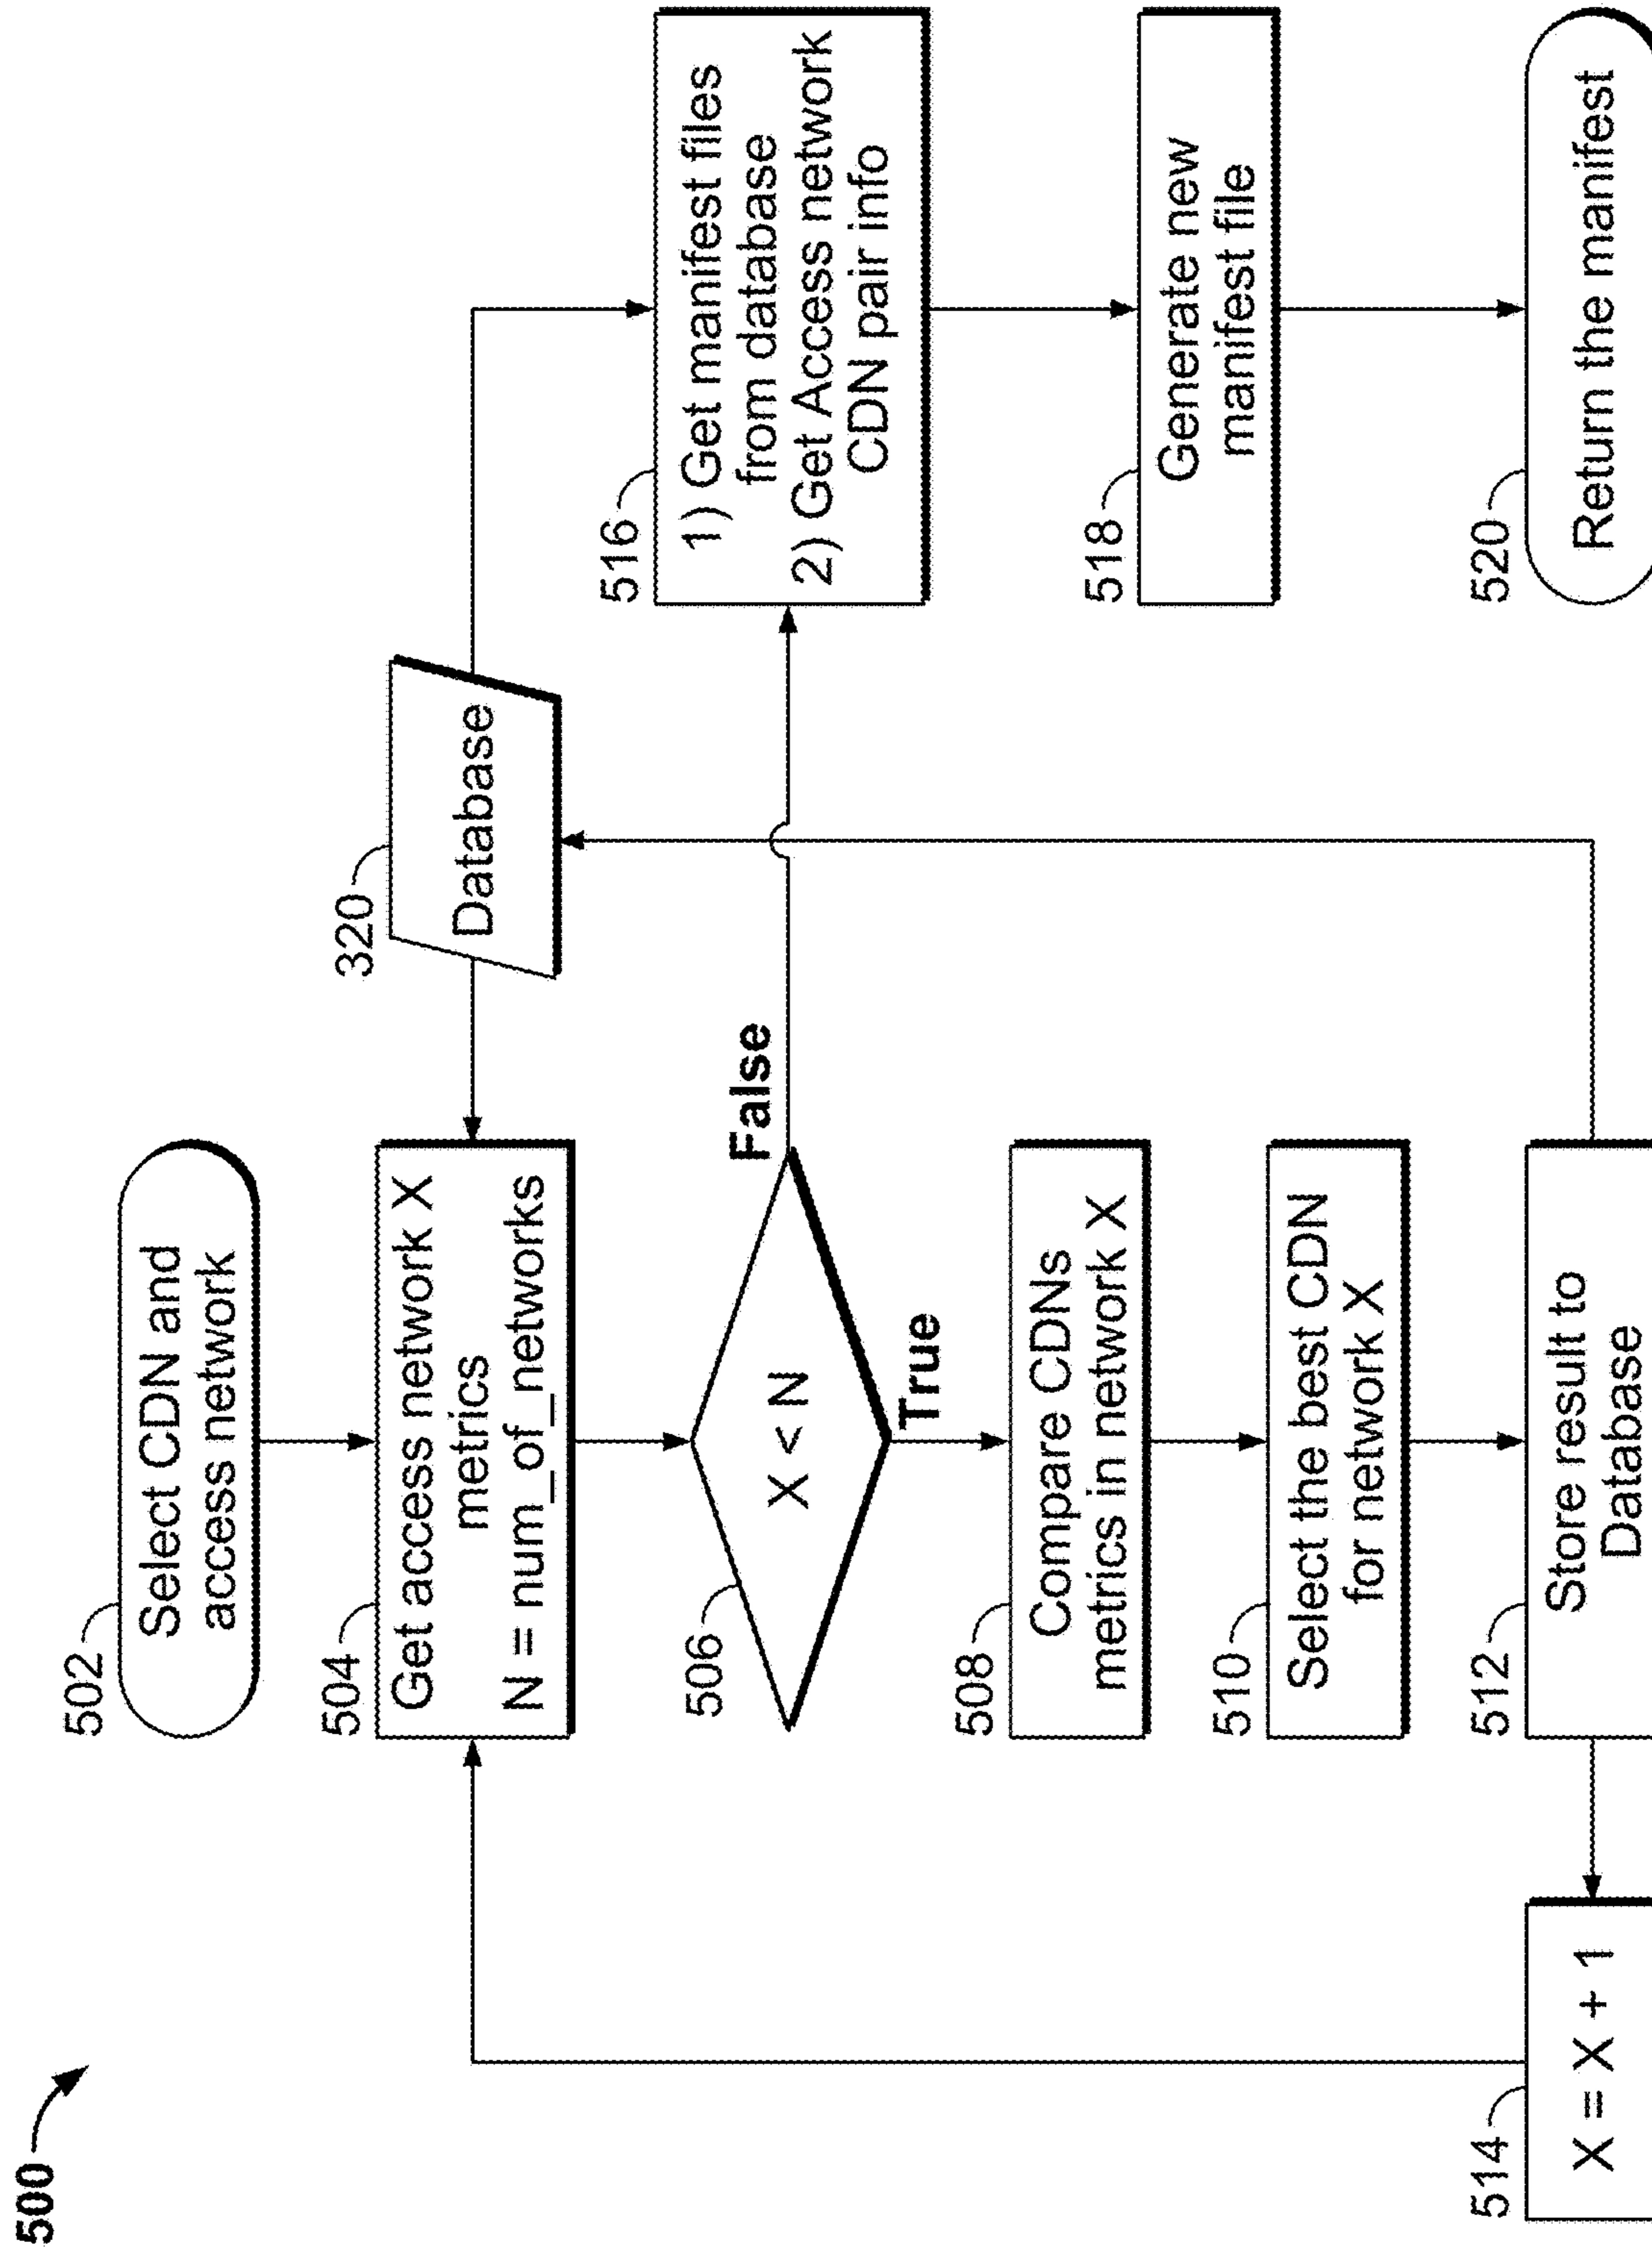 500
502
Select CDN and
access network
504
Get access network X
metrics
N = num_of_networks
320
Database
506
X < N
False
True
508
Compare CDNs
metrics in network X
510
Select the best CDN
for network X
512
Store result to
Database
514
X = X + 1
516
1) Get manifest files
from database
2) Get Access network
CDN pair info
518
Generate new
manifest file
520
Return the manifest